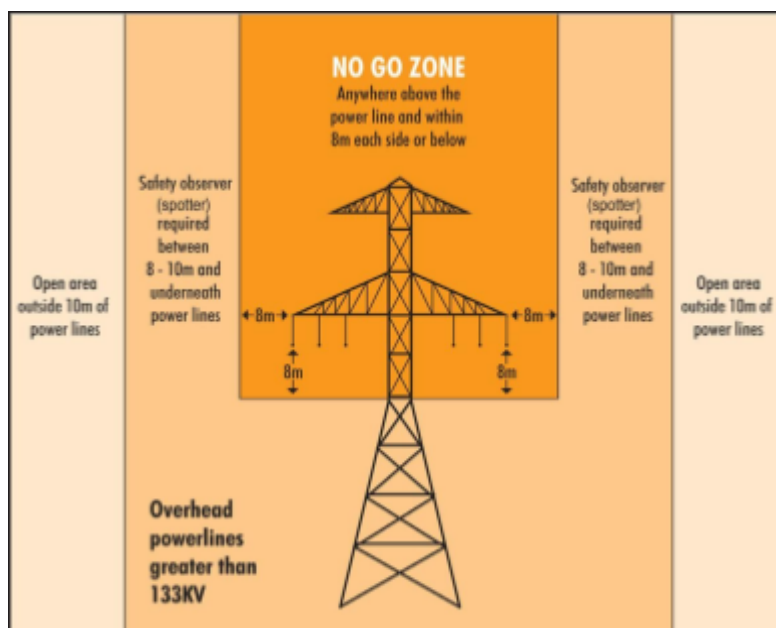 NO GO ZONE
Anywhere above the
power line and within
8m each side or below
Safety observer
(spotter)
required
between
8 - 10m and
underneath
power lines
Safety observer
(spotter)
required
between
8 - 10m and
underneath
power lines
Open area
outside 10m of
power lines
Open area
outside 10m of
power lines
8m
8m
8m
8m
Overhead
powerlines
greater than
133KV